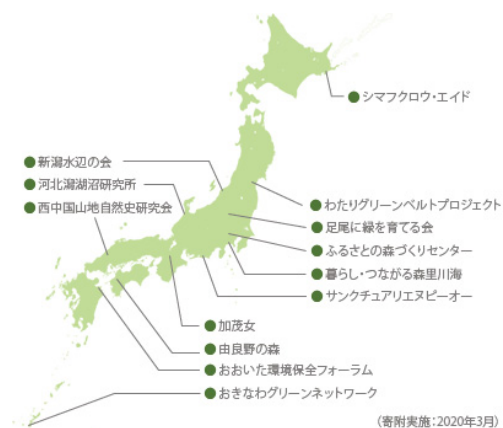 ●シマフクロウ・エイド
●新潟水辺の会
●河北潟湖沼研究所
●西中国山地自然史研究会
●わたりグリーンベルトプロジェクト
●足尾に緑を育てる会
●ふるさとの森づくりセンター
●暮らし・つながる森里川海
●サンクチュアリエヌピーオー
●加茂女
●由良野の森
●おおいた環境保全フォーラム
●おきなわグリーンネットワーク
(寄附実施:2020年3月)